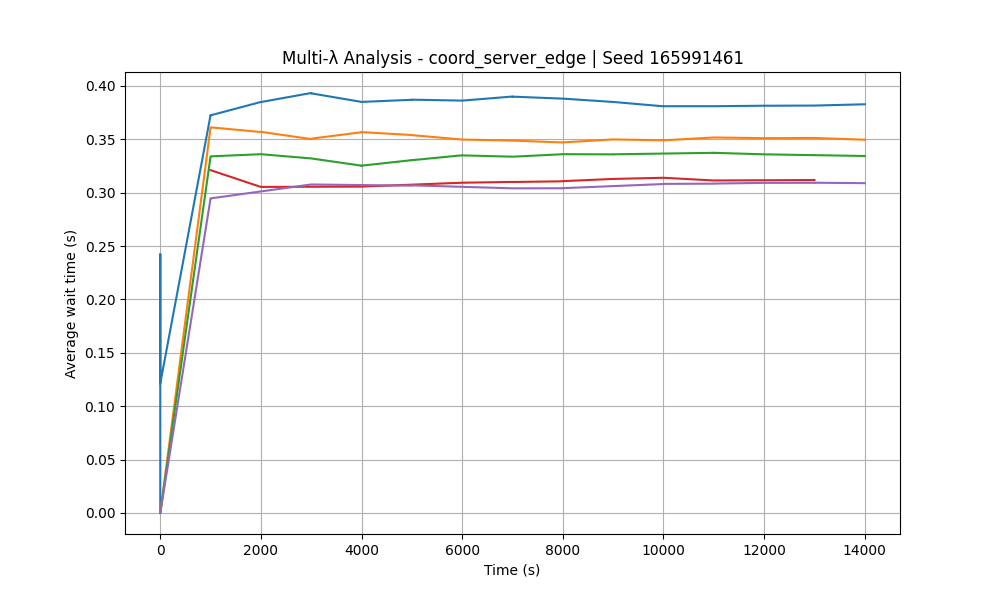 Multi-λ Analysis - coord_server_edge | Seed 165991461
Average wait time (s)
0.40
0.35
0.30
0.25
0.20
0.15
0.10
0.05
0.00
0 2000 4000 6000 8000 10000 12000 14000
Time (s)